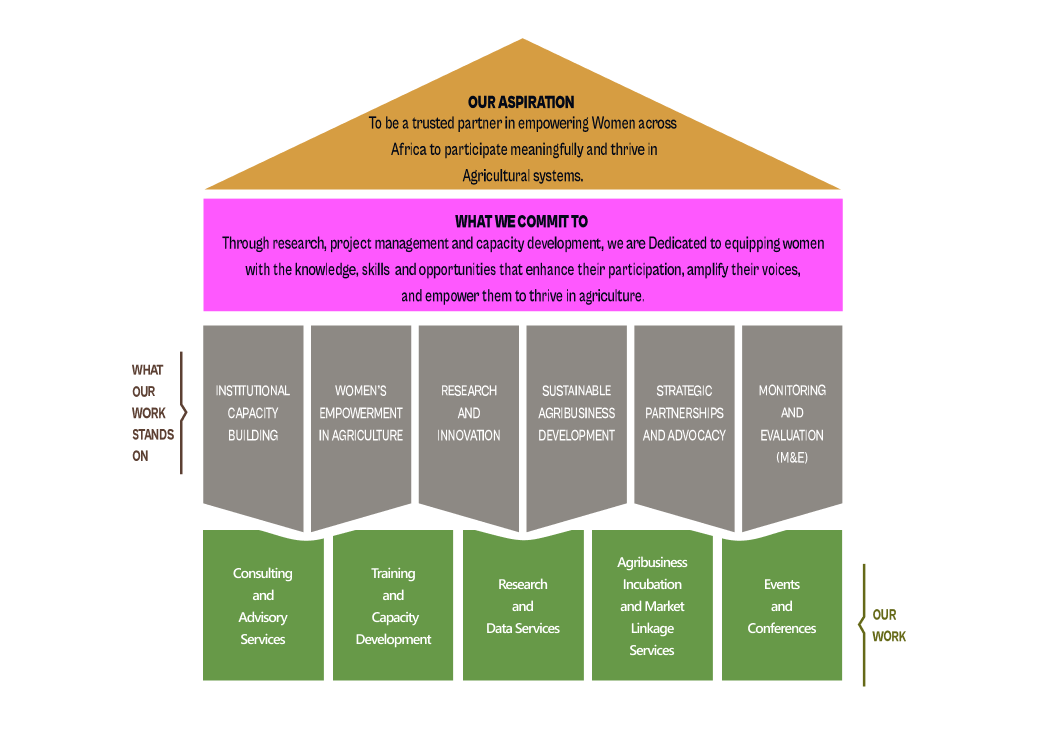 OUR ASPIRATION
To be a trusted partner in empowering Women across
Africa to participate meaningfully and thrive in
Agricultural systems.
WHAT WE COMMIT TO
Through research, project management and capacity development, we are Dedicated to equipping women
with the knowledge, skills and opportunities that enhance their participation, amplify their voices,
and empower them to thrive in agriculture.
WHAT
OUR
WORK
STANDS
ON
INSTITUTIONAL
CAPACITY
BUILDING
WOMEN'S
EMPOWERMENT
IN AGRICULTURE
RESEARCH
AND
INNOVATION
SUSTAINABLE
AGRIBUSINESS
DEVELOPMENT
STRATEGIC
PARTNERSHIPS
AND ADVOCACY
MONITORING
AND
EVALUATION
(M&E)
Consulting
and
Advisory
Services
Training
and
Capacity
Development
Research
and
Data Services
Agribusiness
Incubation
and Market
Linkage
Services
Events
and
Conferences
OUR
WORK